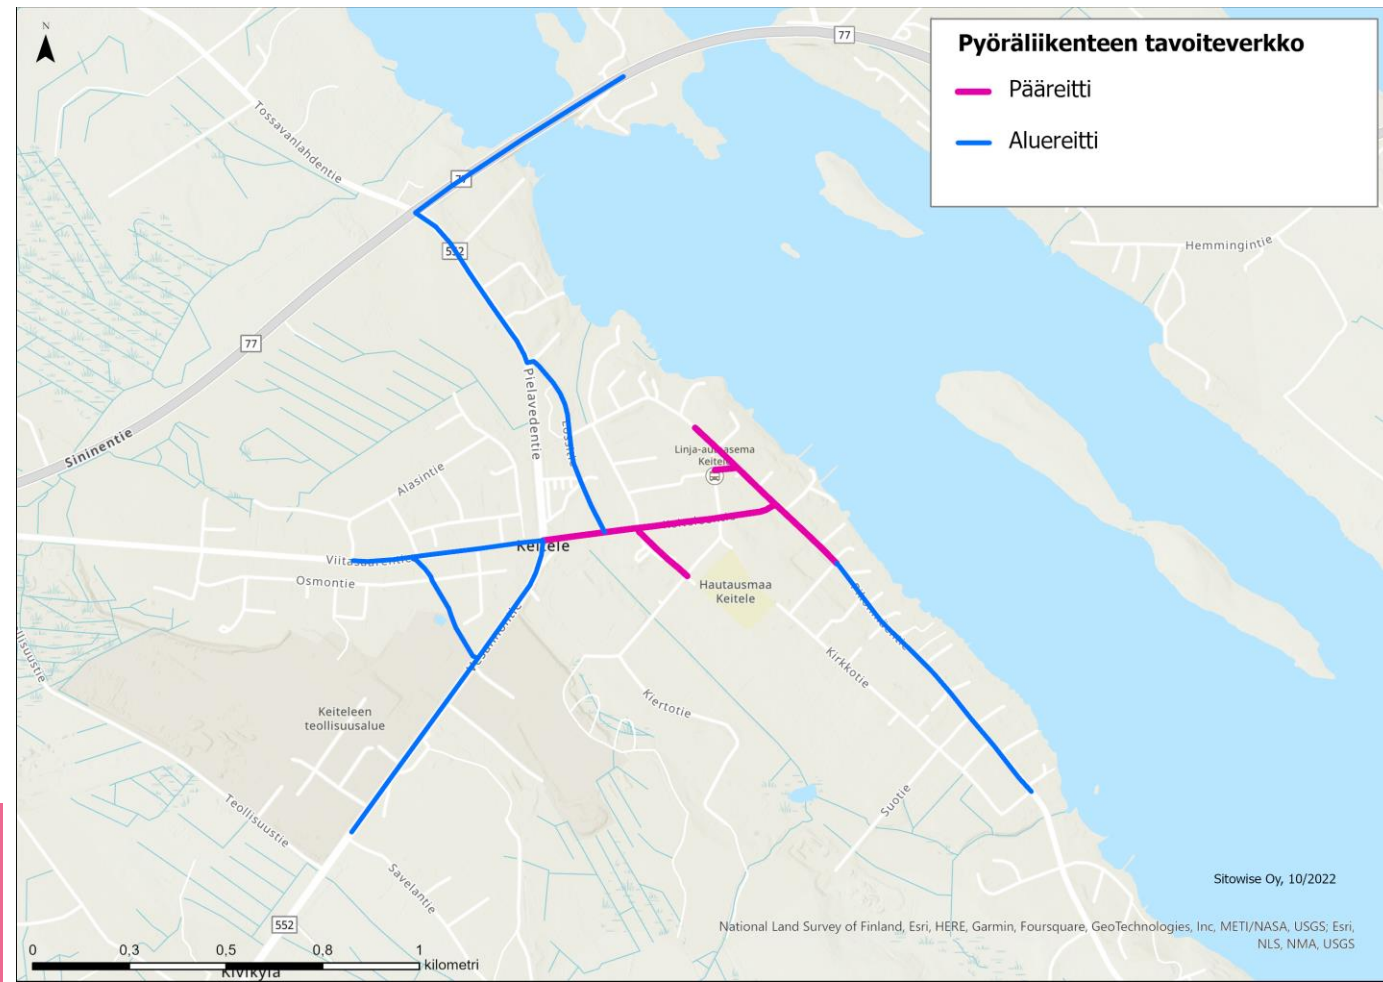 N
77
Pyöräliikenteen tavoiteverkko
Pääreitti
Aluereitti
Tossavanlahdentie
77
552
Hemmingintie
77
Sininentie
Pielavedentie
Lossitie
Alasintie
Linja-autoasema
Keitele
Keitele
Viitasaarentie
Osmontie
Hautausmaa
Keitele
Vesannontie
Kirkkotie
Kiertotie
Keiteleen
teollisuusalue
Teollisuustie
Suotie
Savelantie
552
Kivikylä
Sitowise Oy, 10/2022
National Land Survey of Finland, Esri, HERE, Garmin, Foursquare, GeoTechnologies, Inc, METI/NASA, USGS; Esri,
NLS, NMA, USGS
0 0,3 0,5 0,8 1
kilometri